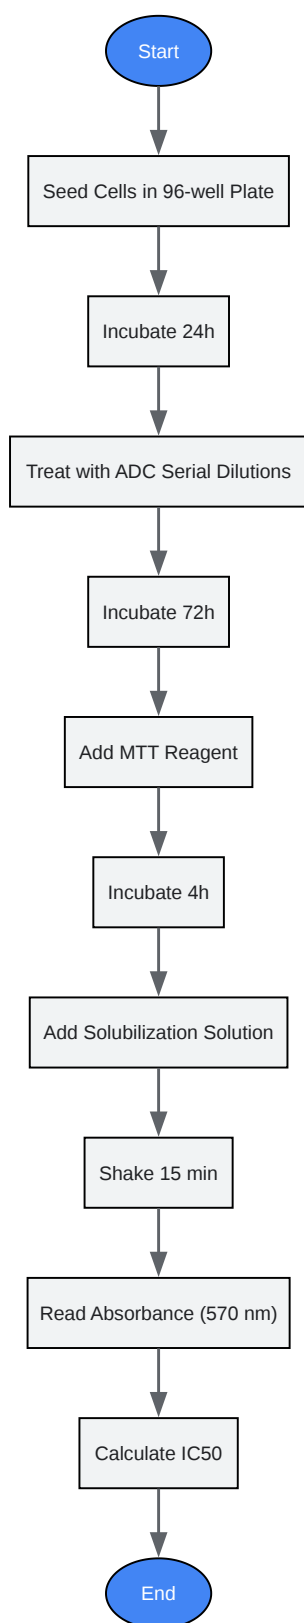 Start
Seed Cells in 96-well Plate
Incubate 24h
Treat with ADC Serial Dilutions
Incubate 72h
Add MTT Reagent
Incubate 4h
Add Solubilization Solution
Shake 15 min
Read Absorbance (570 nm)
Calculate IC50
End